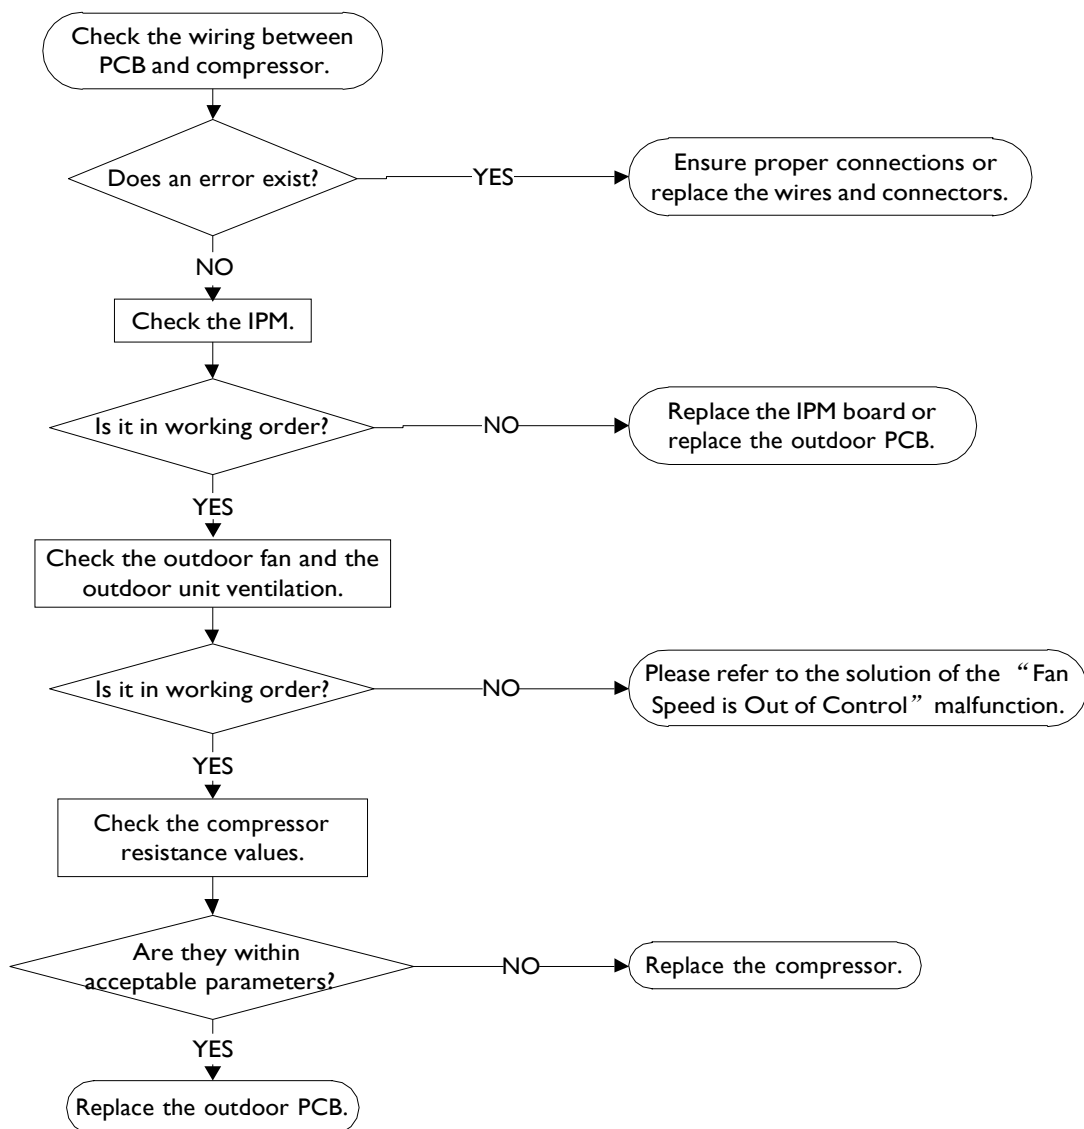 Check the wiring between
PCB and compressor.
Does an error exist?
YES
Ensure proper connections or
replace the wires and connectors.
NO
Check the IPM.
Is it in working order?
NO
Replace the IPM board or
replace the outdoor PCB.
YES
Check the outdoor fan and the
outdoor unit ventilation.
Is it in working order?
NO
Please refer to the solution of the “Fan
Speed is Out of Control” malfunction.
YES
Check the compressor
resistance values.
Are they within
acceptable parameters?
NO
Replace the compressor.
YES
Replace the outdoor PCB.